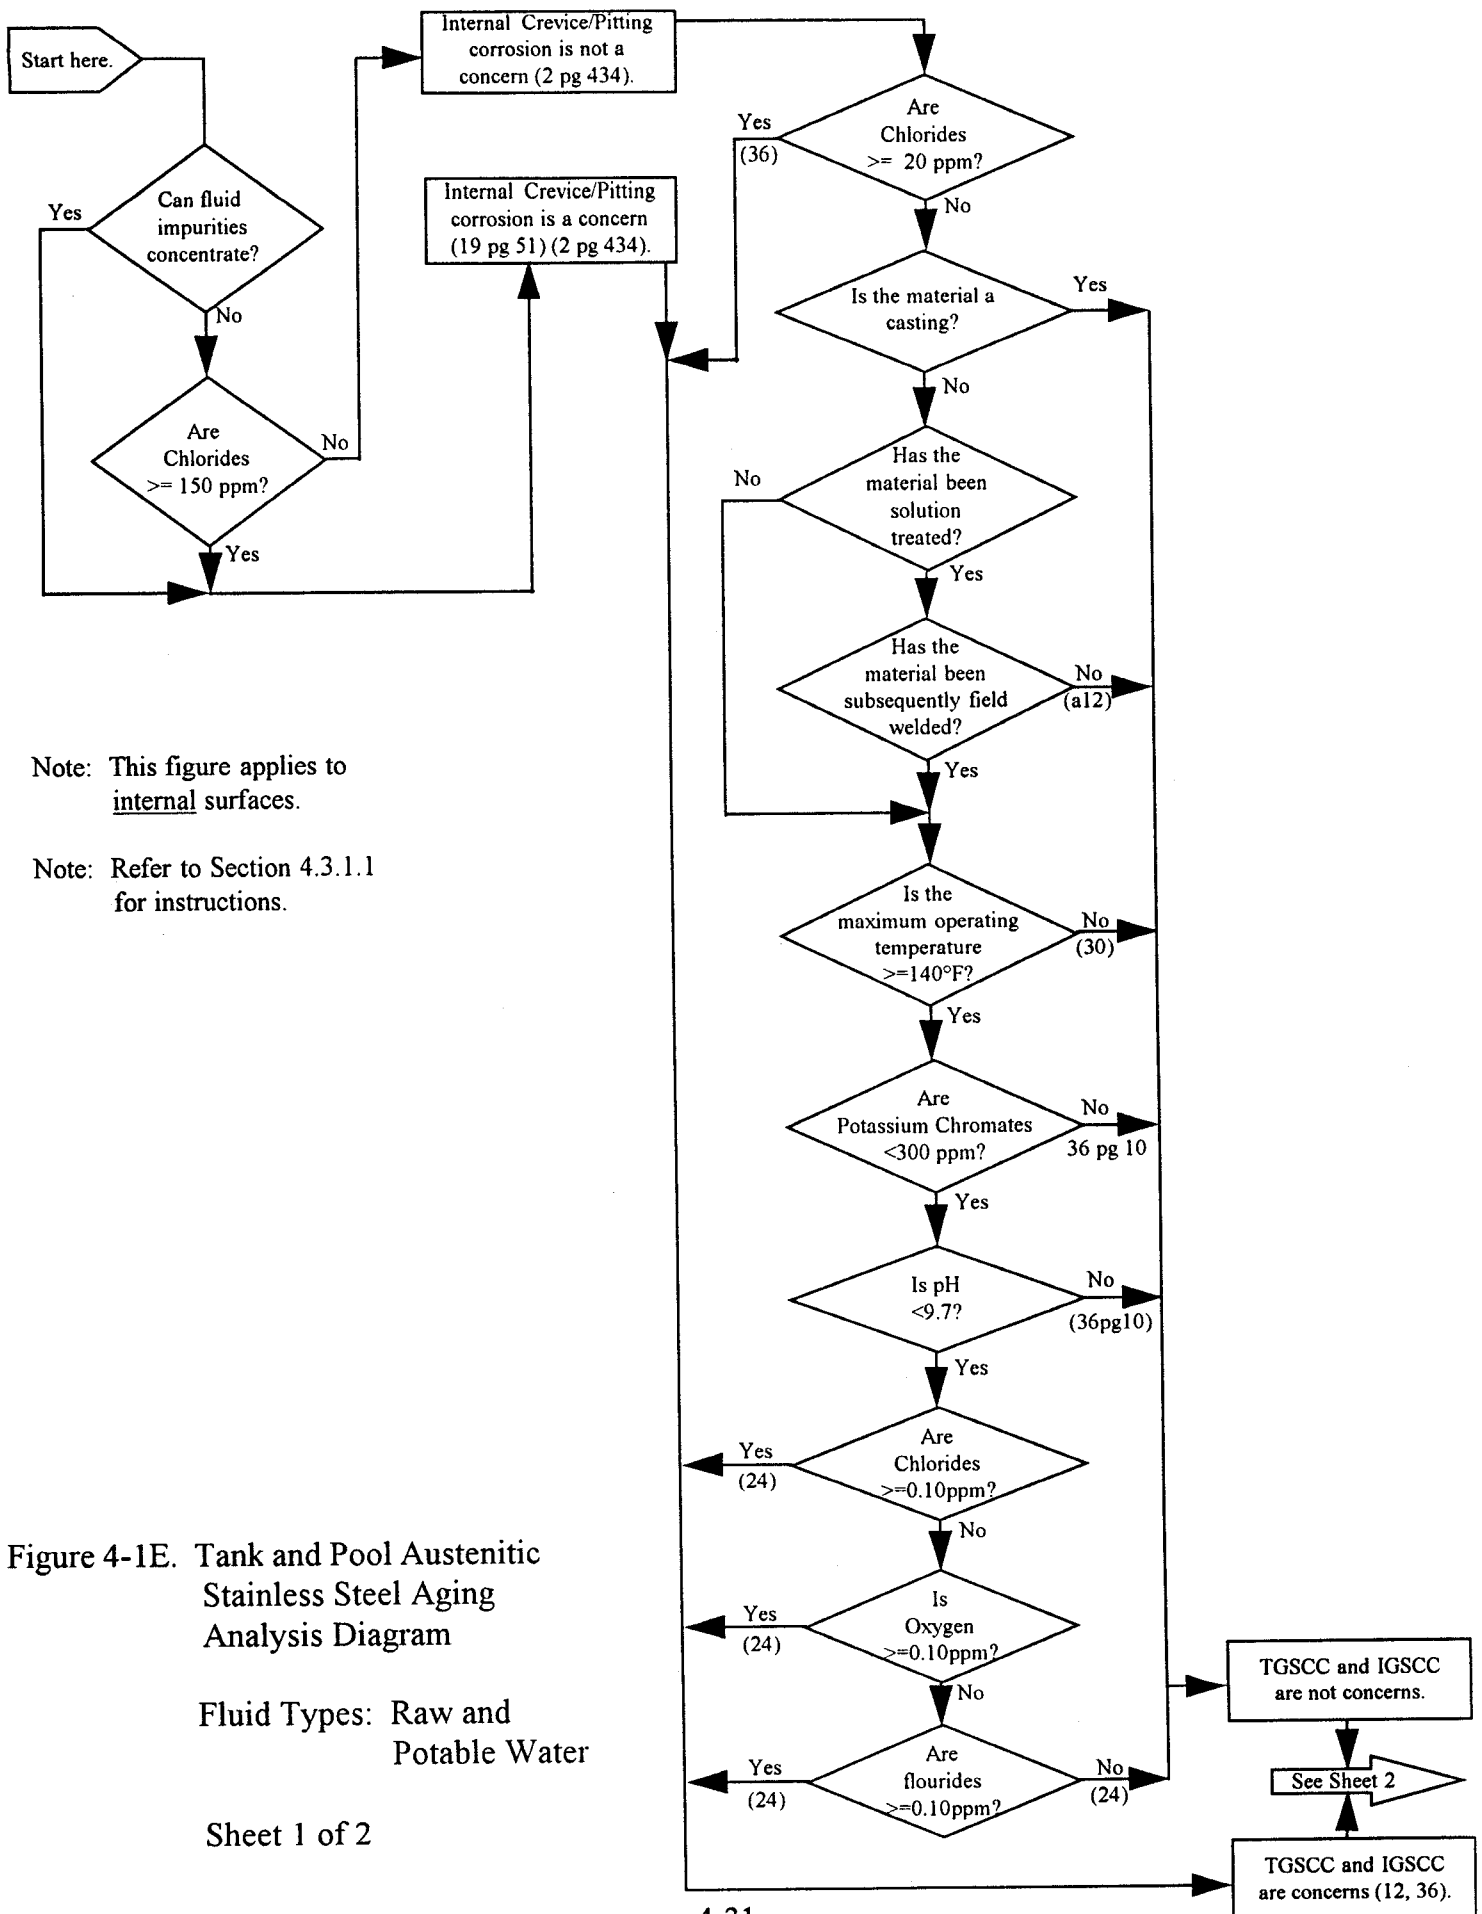 Start here.
Can fluid
impurities
concentrate?
Yes
No
Are
Chlorides
>= 150 ppm?
No
Yes
Internal Crevice/Pitting
corrosion is not a
concern (2 pg 434).
Internal Crevice/Pitting
corrosion is a concern
(19 pg 51) (2 pg 434).
Are
Chlorides
>= 20 ppm?
Yes
(36)
No
Is the material a
casting?
Yes
No
Has the
material been
solution
treated?
No
Yes
Has the
material been
subsequently field
welded?
No
(a12)
Yes
Is the
maximum operating
temperature
>=140°F?
No
(30)
Yes
Are
Potassium Chromates
<300 ppm?
No
36 pg 10
Yes
Is pH
<9.7?
No
(36pg10)
Yes
Are
Chlorides
>=0.10ppm?
Yes
(24)
No
Is
Oxygen
>=0.10ppm?
Yes
(24)
No
Are
flourides
>=0.10ppm?
Yes
(24)
No
(24)
TGSCC and IGSCC
are not concerns.
See Sheet 2
TGSCC and IGSCC
are concerns (12, 36).
Note: This figure applies to
internal surfaces.
Note: Refer to Section 4.3.1.1
for instructions.
Figure 4-1E. Tank and Pool Austenitic
Stainless Steel Aging
Analysis Diagram
Fluid Types: Raw and
Potable Water
Sheet 1 of 2
4-31